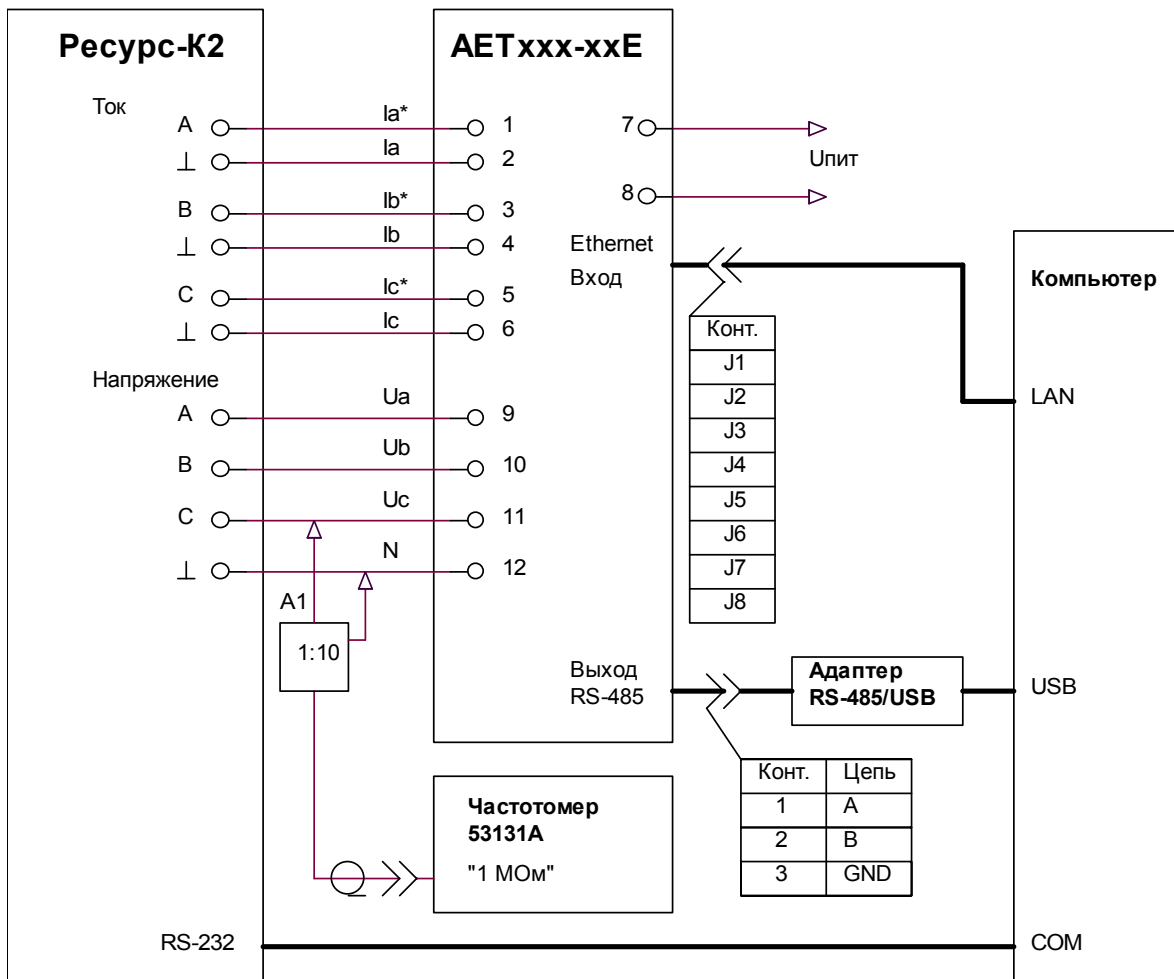 Ресурс-К2
AETxxx-xxE
Ток
A
Ia*
1
7
⊥
Ia
2
Uпит
B
Ib*
3
8
⊥
Ib
4
Ethernet
Вход
C
Ic*
5
⊥
Ic
6
Компьютер
Конт.
J1
J2
J3
J4
J5
J6
J7
J8
LAN
Напряжение
A
Ua
9
B
Ub
10
C
Uc
11
⊥
N
12
A1
1:10
Выход
RS-485
Адаптер
RS-485/USB
USB
Конт. Цепь
1 A
2 B
3 GND
Частотомер
53131A
"1 МОм"
RS-232
COM